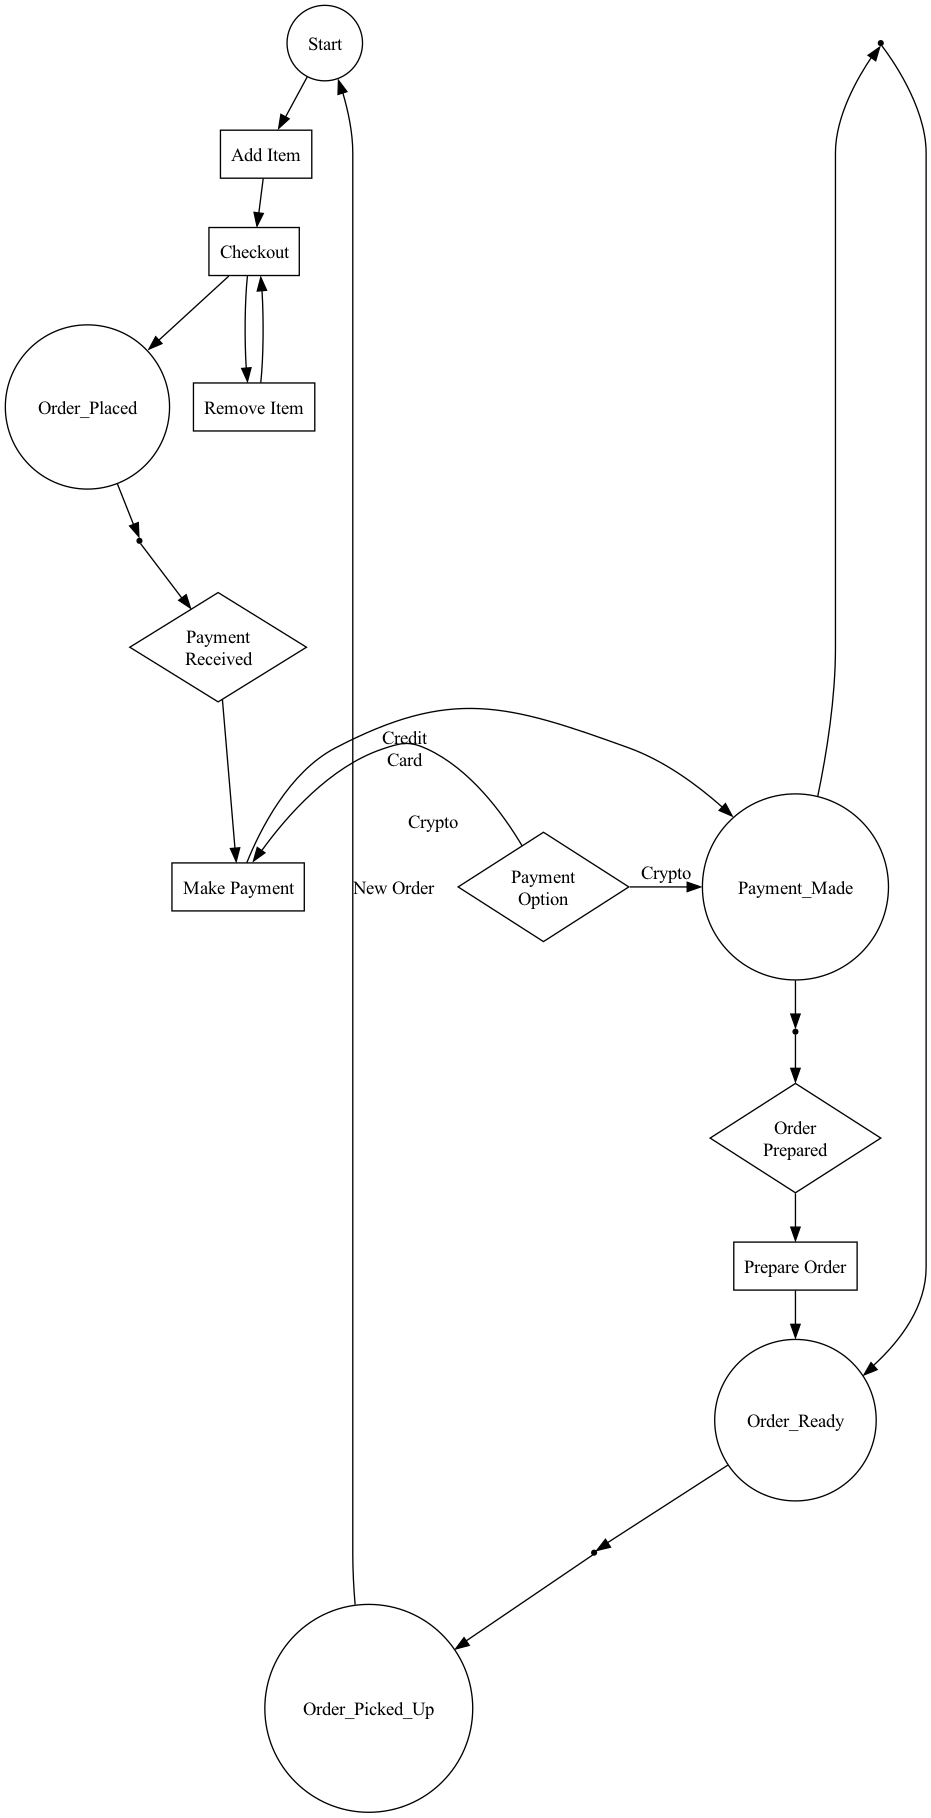 Start
Add Item
Checkout
Order_Placed
Remove Item
Payment
Received
Credit
Card
Crypto
Make Payment
New Order
Payment
Option
Crypto
Payment_Made
Order
Prepared
Prepare Order
Order_Ready
Order_Picked_Up